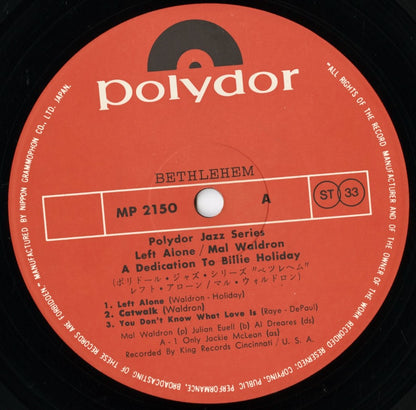 polydor
BETHLEHEM
MP 2150
A
ST 33
Polydor Jazz Series
Left Alone / Mal Waldron
A Dedication To Billie Holiday
(ポリドール・ジャズ・シリーズ "ベツレヘム"
レフト・アローン / マル・ウォルドロン)
1. Left Alone (Waldron - Holiday)
2. Catwalk (Waldron)
3. You Don't Know What Love Is (Raye - DePaul)
Mal Waldron (p) Julian Euell (b) Al Dreares (ds)
A - 1 Only Jackie McLean (as)
Recorded By King Records Cincinnati / U. S. A.
"ALL RIGHTS OF THE RECORD MANUFACTURER AND OF THE OWNER OF THE WORK RECORDED RESERVED; COPYING, PUBLIC PERFORMANCE, BROADCASTING OF THESE RECORDS ARE FORBIDDEN" MANUFACTURED BY NIPPON GRAMMOPHON CO., LTD. JAPAN.